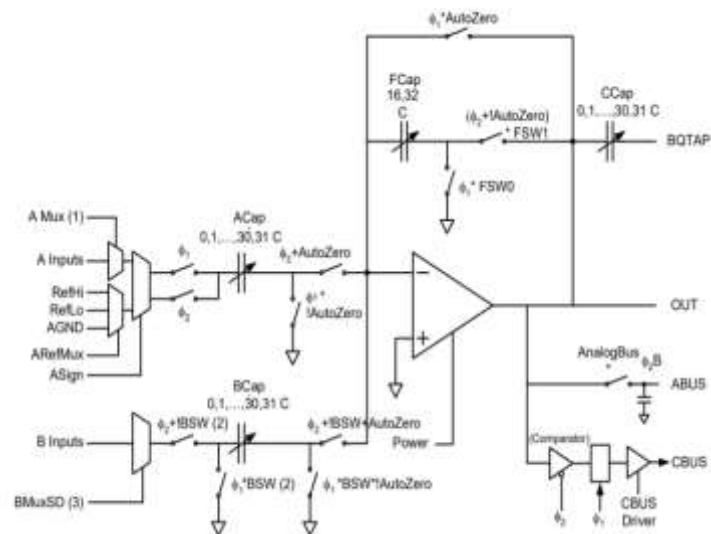 ϕ1*AutoZero
FCap
16,32
C
CCap
0,1,...,30,31 C
(ϕ2+!AutoZero)
* FSW1
BQTAP
ϕ1* FSW0
A Mux (1)
ACap
0,1,...,30,31 C
ϕ2+AutoZero
A Inputs
ϕ1
RefHi
RefLo
ϕ2
AGND
ϕ1 *
!AutoZero
ARefMux
ASign
OUT
AnalogBus
*
ϕ2B
ABUS
BCap
0,1,...,30,31 C
ϕ2+!BSW (2)
ϕ2+!BSW+AutoZero
B Inputs
Power
(Comparator)
CBUS
ϕ1*BSW (2)
ϕ1 *BSW*!AutoZero
BMuxSD (3)
ϕ2
ϕ1
CBUS
Driver